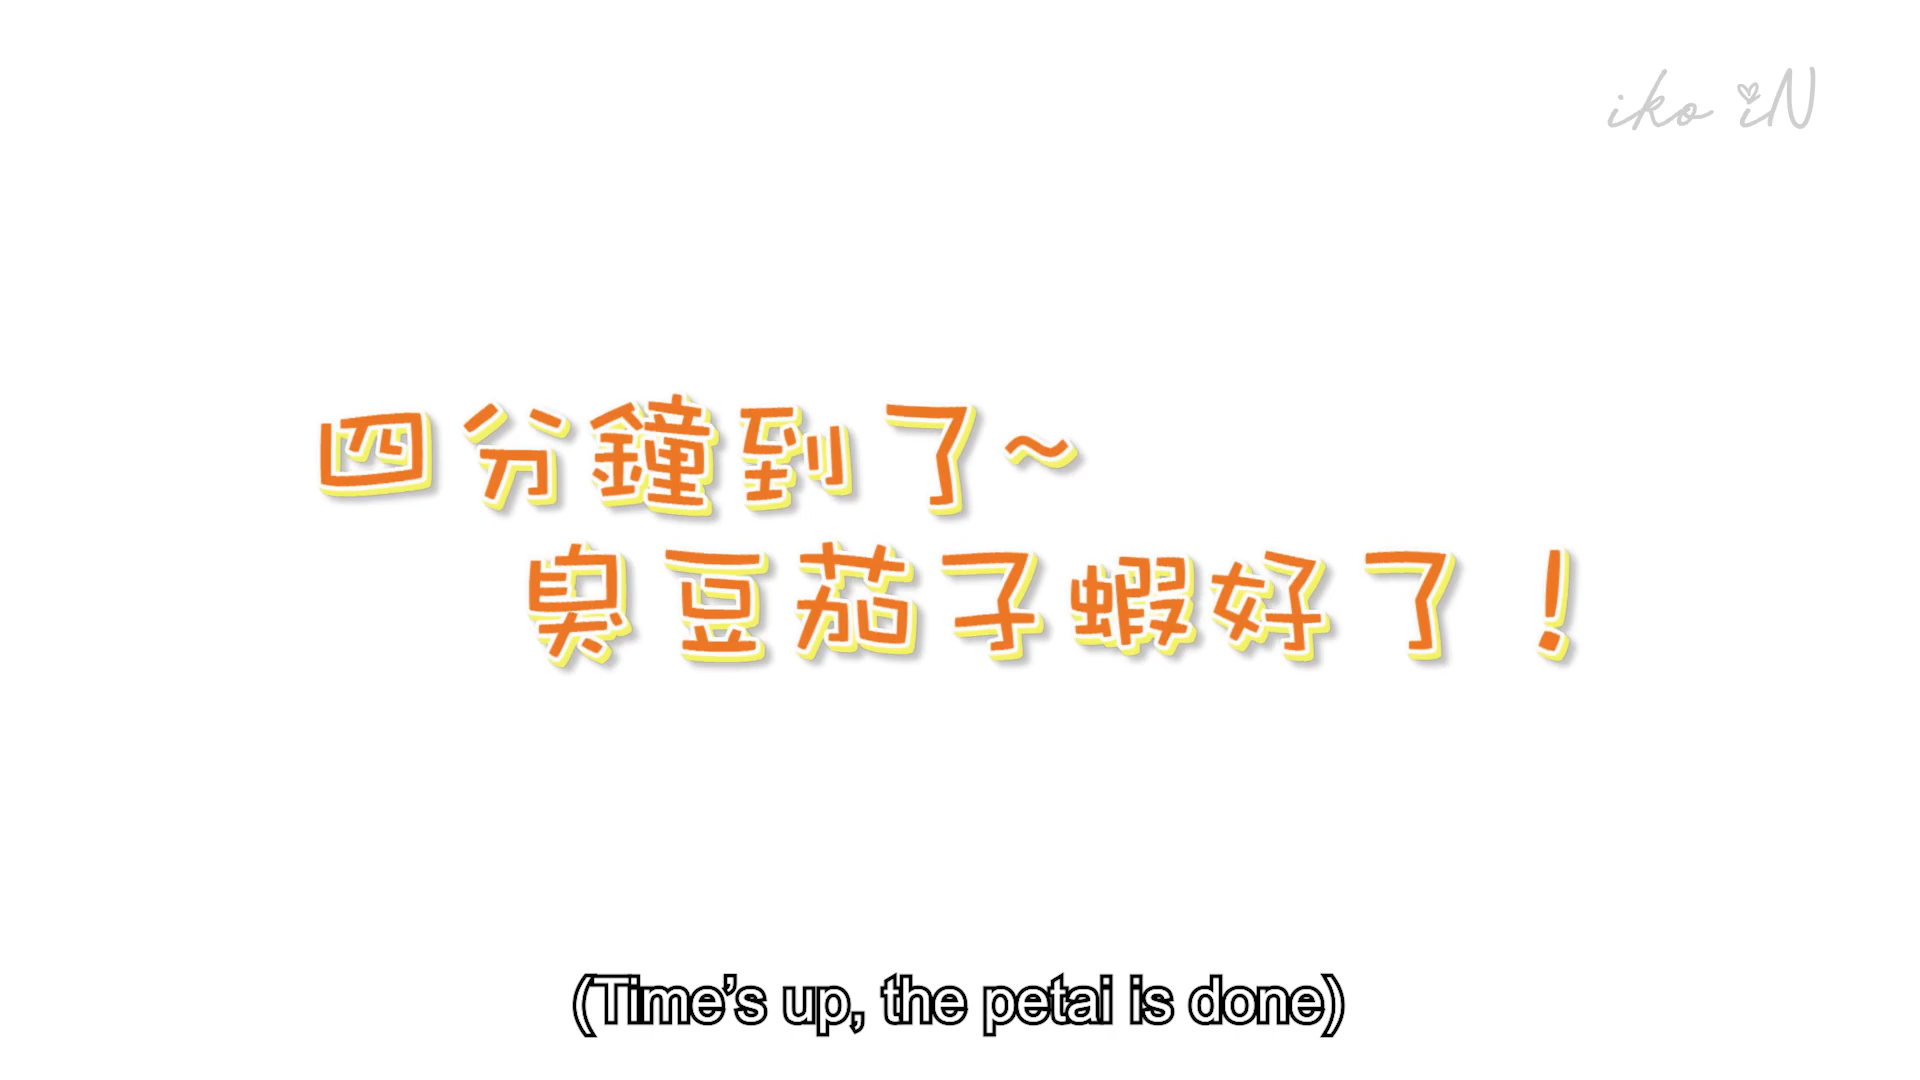 iko iN
四分鐘到了~
臭豆茄子蝦好了！
(Time’s up, the petai is done)